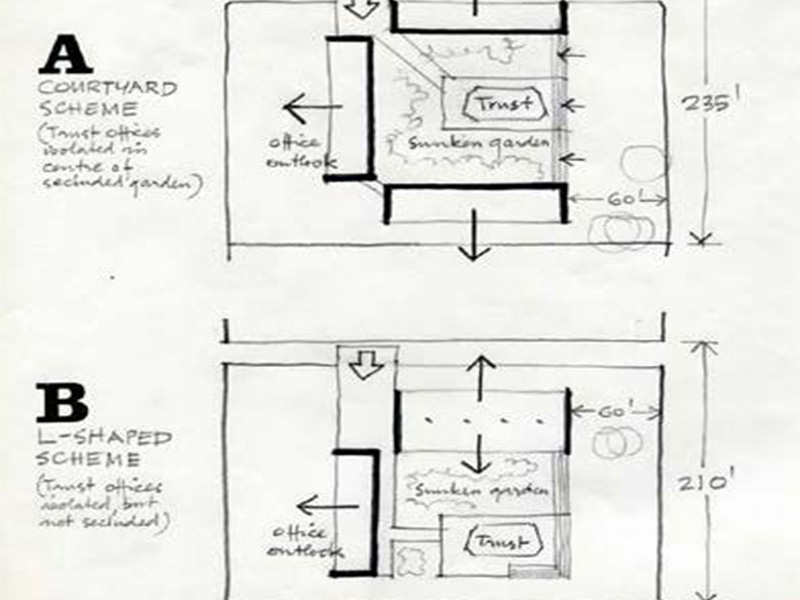 A
COURTYARD
SCHEME
(Trust offices
isolated in
centre of
secluded garden)
office
outlook
Trust
Sunken garden
60'
235'
B
L-SHAPED
SCHEME
(Trust offices
isolated, but
not secluded)
office
outlook
Sunken garden
Trust
60'
210'